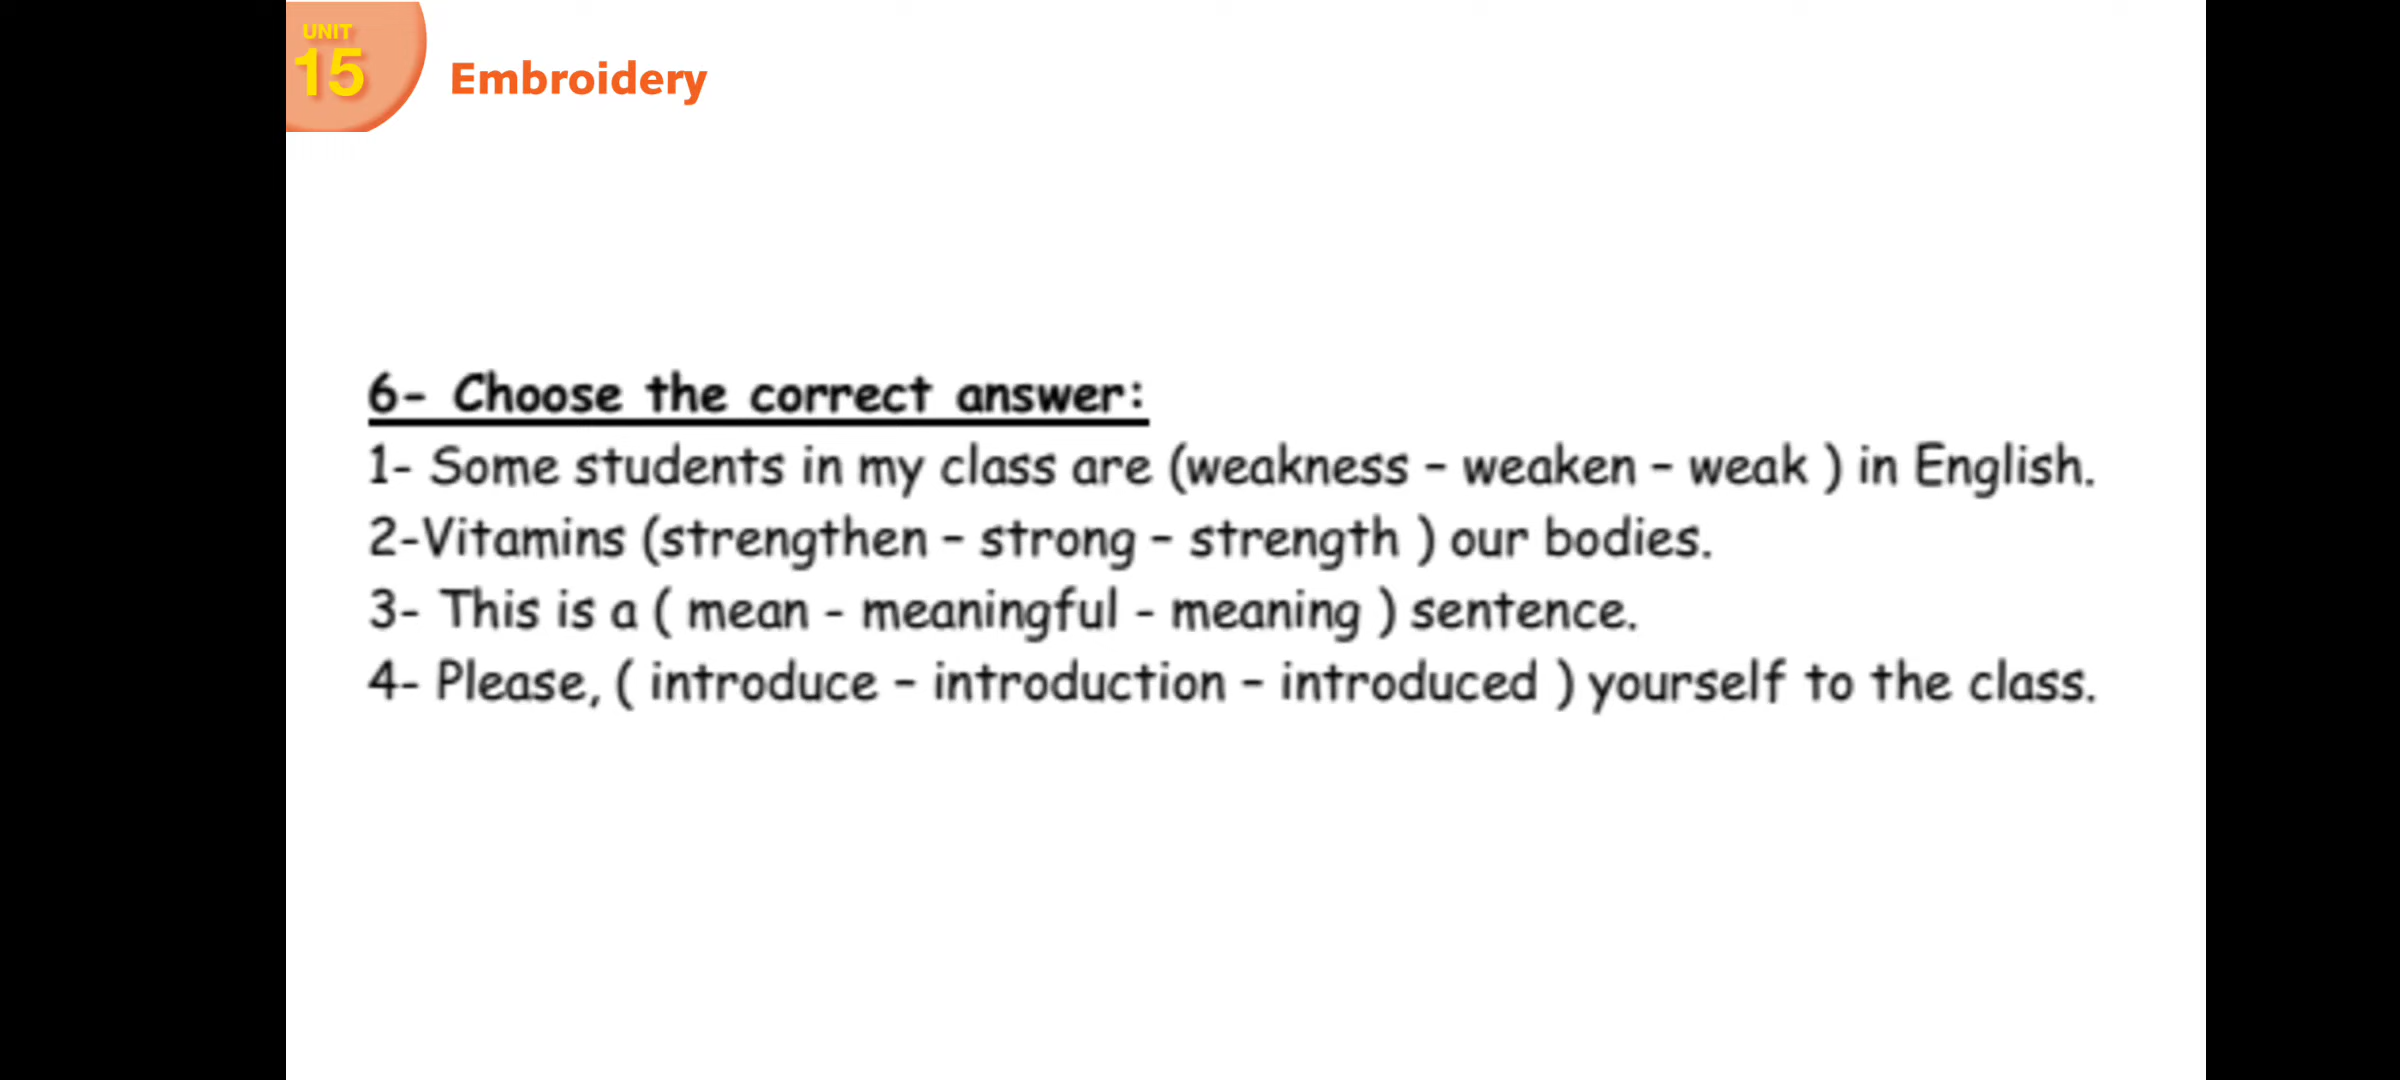 UNIT
15
Embroidery
6- Choose the correct answer:
1- Some students in my class are (weakness - weaken - weak ) in English.
2-Vitamins (strengthen - strong - strength ) our bodies.
3- This is a ( mean - meaningful - meaning ) sentence.
4- Please, ( introduce - introduction - introduced ) yourself to the class.